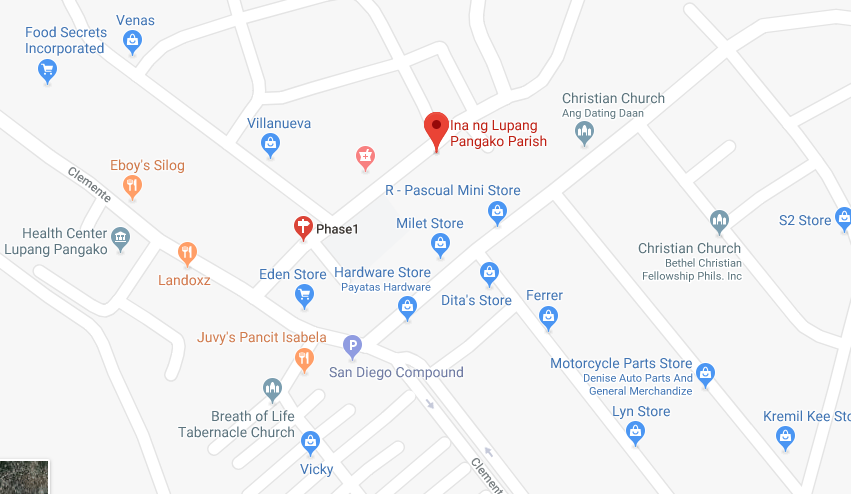 Venas
Food Secrets
Incorporated
Christian Church
Ang Dating Daan
Villanueva
Ina ng Lupang
Pangako Parish
Eboy's Silog
Clemente
R - Pascual Mini Store
Milet Store
Phase1
S2 Store
Health Center
Lupang Pangako
Christian Church
Bethel Christian
Fellowship Phils. Inc
Landoxz
Eden Store
Hardware Store
Payatas Hardware
Dita's Store
Ferrer
Juvy's Pancit Isabela
P
San Diego Compound
Motorcycle Parts Store
Denise Auto Parts And
General Merchandize
Breath of Life
Tabernacle Church
Lyn Store
Kremil Kee Sto
Vicky
Clemente